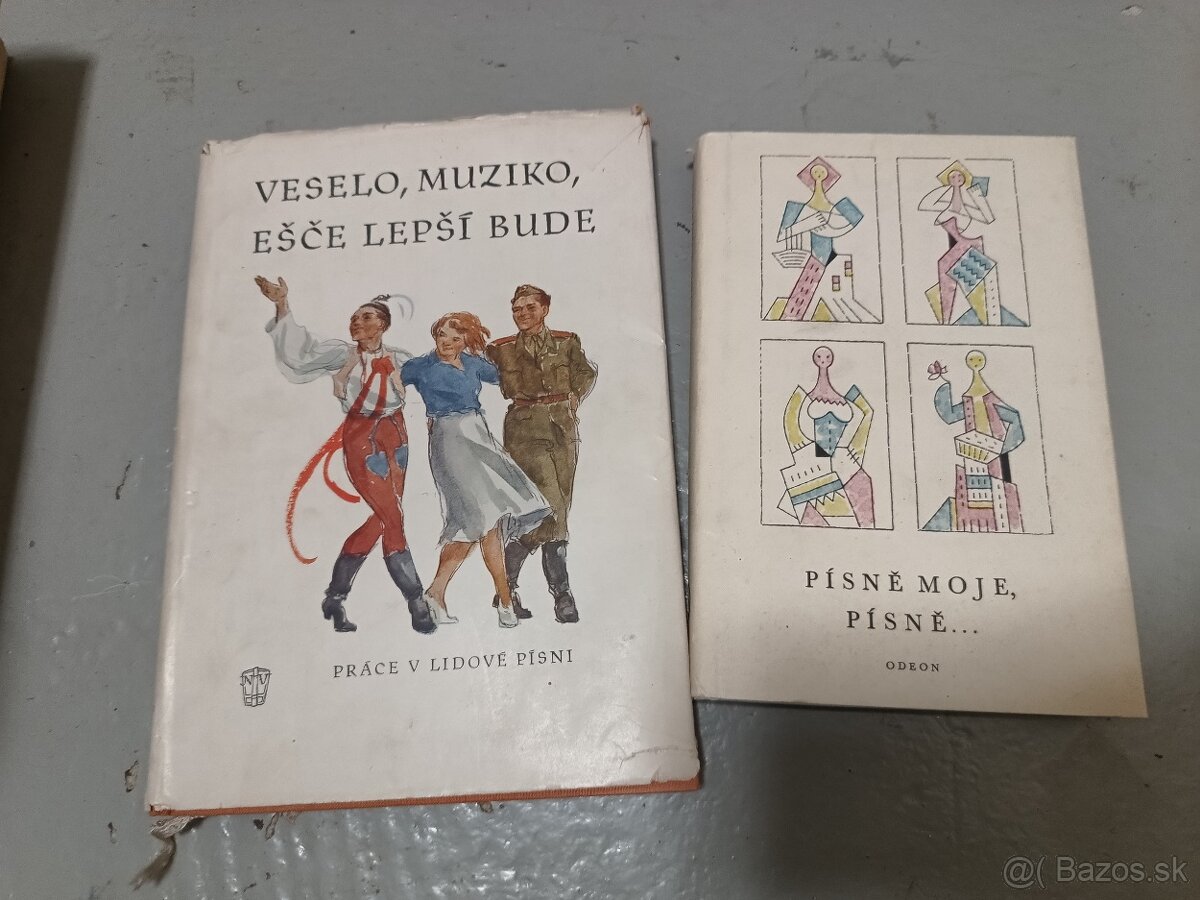 VESELO, MUZIKO,
EŠČE LEPŠÍ BUDE
PRÁCE V LIDOVÉ PÍSNI
PÍSNĚ MOJE,
PÍSNĚ...
ODEON
@( Bazos.sk